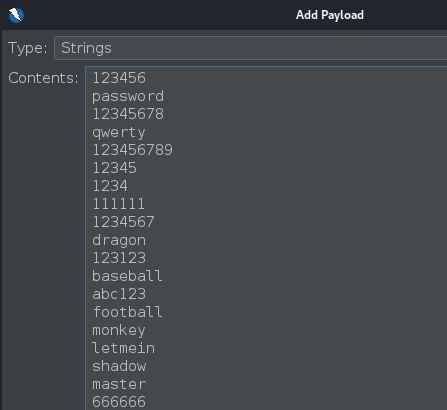 Add Payload
Type: Strings
Contents: 123456
password
12345678
qwerty
123456789
12345
1234
111111
1234567
dragon
123123
baseball
abc123
football
monkey
letmein
shadow
master
666666